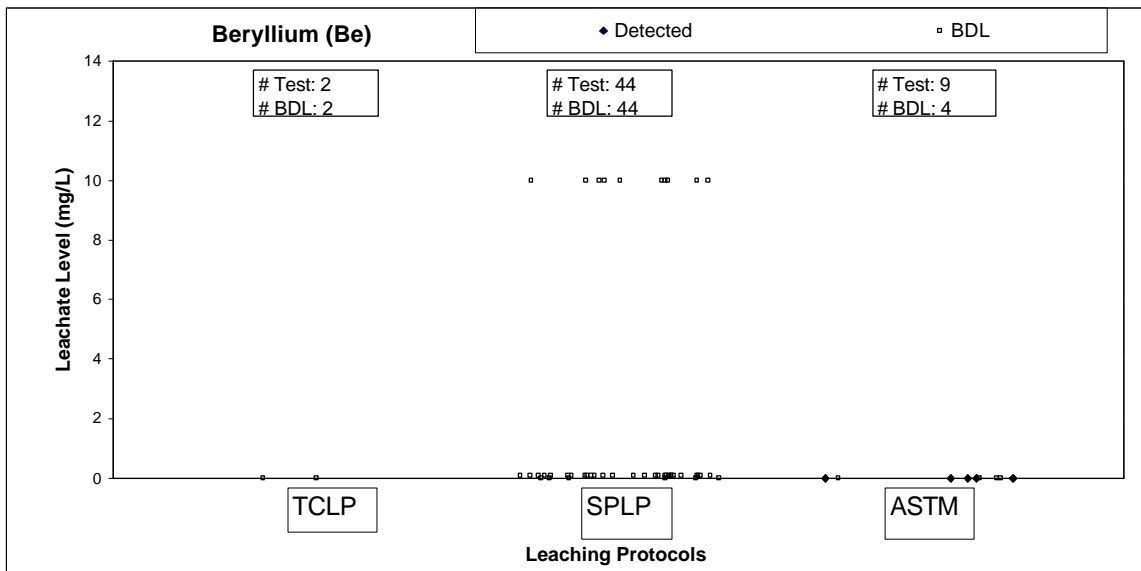 Beryllium (Be)
Detected
BDL
# Test: 2
# BDL: 2
# Test: 44
# BDL: 44
# Test: 9
# BDL: 4
Leachate Level (mg/L)
14
12
10
8
6
4
2
0
TCLP
SPLP
ASTM
Leaching Protocols